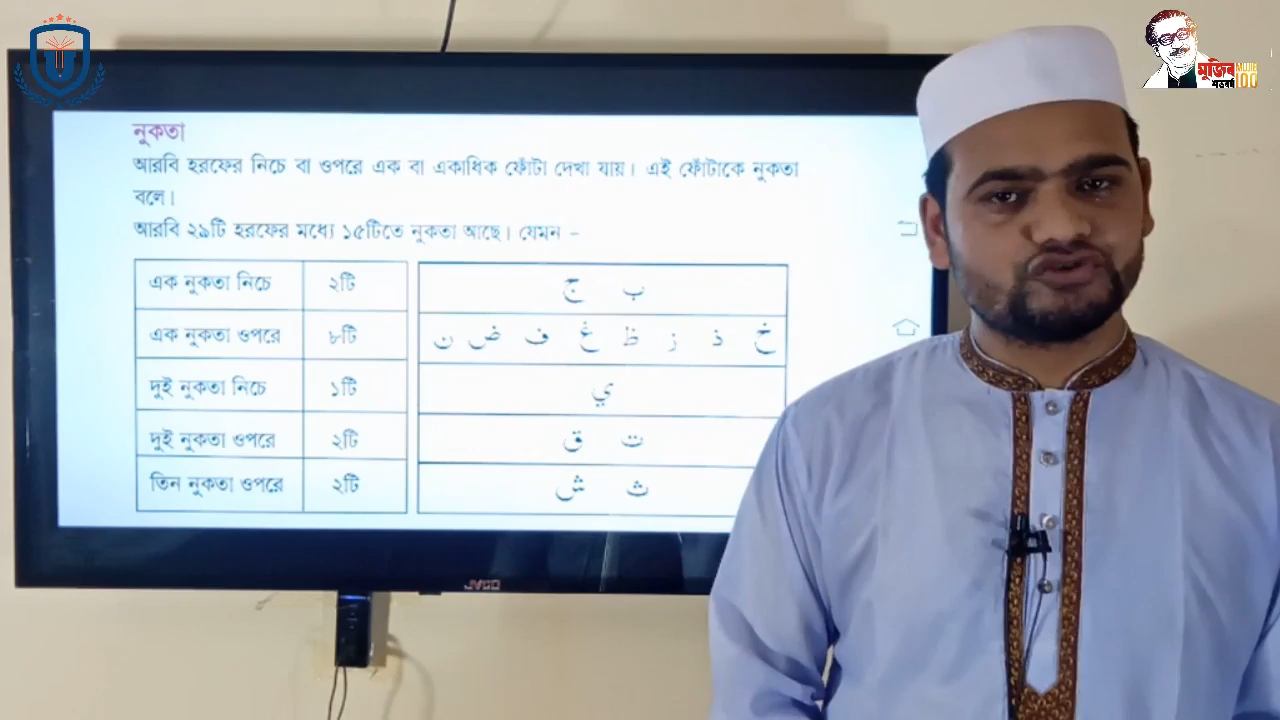 নুকতা
আরবি হরফের নিচে বা ওপরে এক বা একাধিক ফোঁটা দেখা যায়। এই ফোঁটাকে নুকতা
বলে।
আরবি ২৯টি হরফের মধ্যে ১৫টিতে নুকতা আছে। যেমন –
এক নুকতা নিচে ২টি ب ج
এক নুকতা ওপরে ৮টি خ ذ ز ظ غ ف ض ن
দুই নুকতা নিচে ১টি ي
দুই নুকতা ওপরে ২টি ت ق
তিন নুকতা ওপরে ২টি ث ش
মুজিব
100